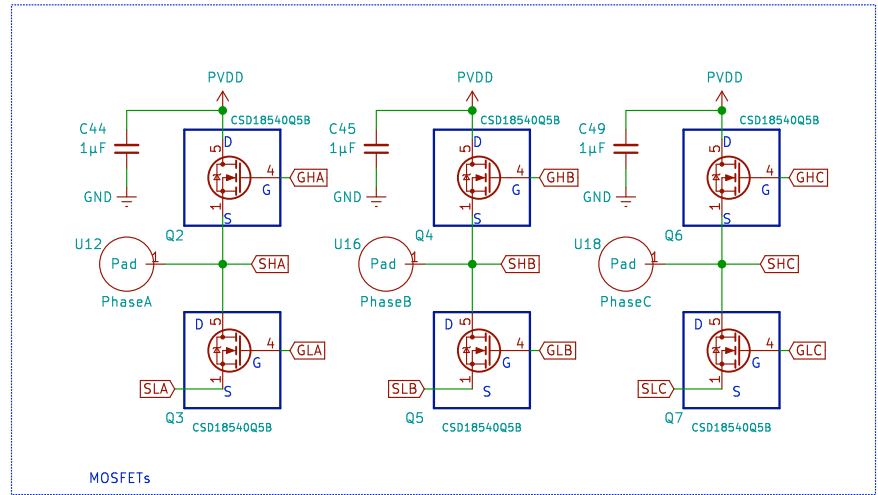 PVDD PVDD PVDD
CSD18540Q5B CSD18540Q5B CSD18540Q5B
C44 C45 C49
1µF 1µF 1µF
D D D
5 5 5
4 4 4
GHA GHB GHC
G G G
GND GND GND
1 1 1
S S S
Q2 Q4 Q6
U12 U16 U18
Pad 1 SHA Pad 1 SHB Pad 1 SHC
PhaseA PhaseB PhaseC
D 5 D 5 D 5
4 GLA 4 GLB 4 GLC
G G G
1 1 1
SLA S SLB S SLC S
Q3 Q5 Q7
CSD18540Q5B CSD18540Q5B CSD18540Q5B
MOSFETs